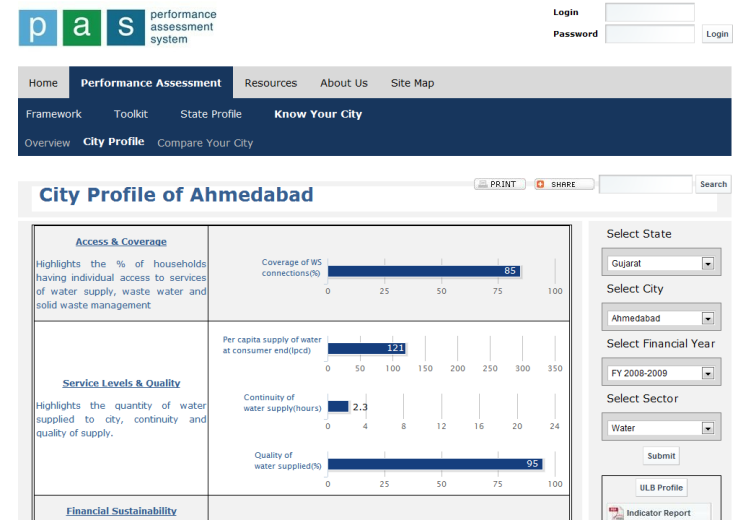 p a s
performance
assessment
system
Login
Password
Login
Home Performance Assessment Resources About Us Site Map
Framework Toolkit State Profile Know Your City
Overview City Profile Compare Your City
PRINT SHARE Search
City Profile of Ahmedabad
Access & Coverage
Highlights the % of households
having individual access to services
of water supply, waste water and
solid waste management
Coverage of WS
connections(%)
85
0 25 50 75 100
Service Levels & Quality
Highlights the quantity of water
supplied to city, continuity and
quality of supply.
Per capita supply of water
at consumer end(lpcd)
121
0 50 100 150 200 250 300 350
Continuity of
water supply(hours)
2.3
0 4 8 12 16 20 24
Quality of
water supplied(%)
95
0 25 50 75 100
Financial Sustainability
Select State
Gujarat
Select City
Ahmedabad
Select Financial Year
FY 2008-2009
Select Sector
Water
Submit
ULB Profile
Indicator Report